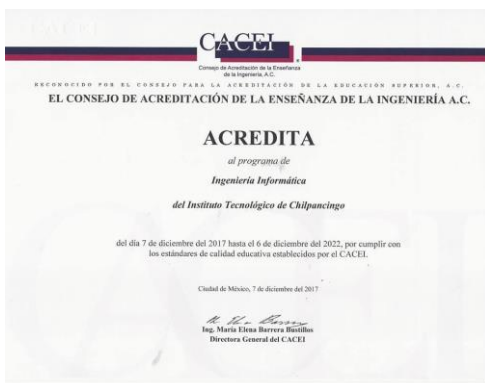 CACEI
Consejo de Acreditación de la Enseñanza
de la Ingeniería, A.C.
RECONOCIDO POR EL CONSEJO PARA LA ACREDITACIÓN DE LA EDUCACIÓN SUPERIOR, A.C.
EL CONSEJO DE ACREDITACIÓN DE LA ENSEÑANZA DE LA INGENIERÍA A.C.
ACREDITA
al programa de
Ingeniería Informática
del Instituto Tecnológico de Chilpancingo
del día 7 de diciembre del 2017 hasta el 6 de diciembre del 2022, por cumplir con
los estándares de calidad educativa establecidos por el CACEI.
Ciudad de México, 7 de diciembre del 2017
Ing. María Elena Barrera Bustillos
Directora General del CACEI